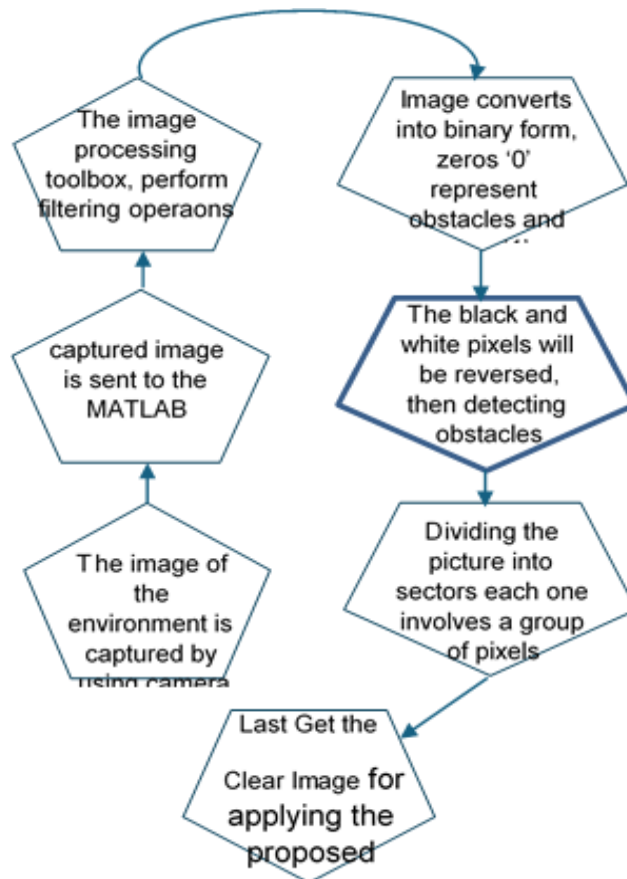 The image of
the
environment is
captured by
using camera
captured image
is sent to the
MATLAB
The image
processing
toolbox, perform
filtering operaons
Image converts
into binary form,
zeros ‘0’
represent
obstacles and
The black and
white pixels will
be reversed,
then detecting
obstacles
Dividing the
picture into
sectors each one
involves a group
of pixels
Last Get the
Clear Image for
applying the
proposed